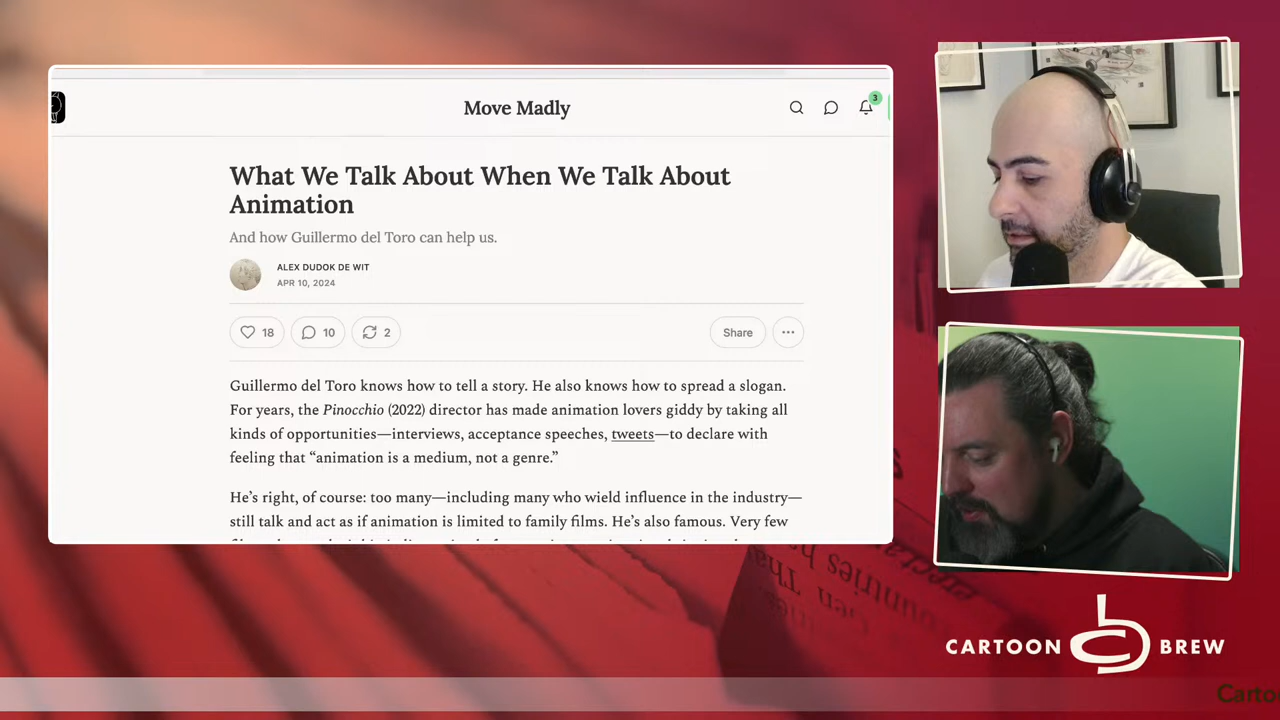 Move Madly
3
What We Talk About When We Talk About
Animation
And how Guillermo del Toro can help us.
ALEX DUDOK DE WIT
APR 10, 2024
18
10
2
Share
Guillermo del Toro knows how to tell a story. He also knows how to spread a slogan.
For years, the Pinocchio (2022) director has made animation lovers giddy by taking all
kinds of opportunities—interviews, acceptance speeches, tweets—to declare with
feeling that “animation is a medium, not a genre.”
He’s right, of course: too many—including many who wield influence in the industry—
still talk and act as if animation is limited to family films. He’s also famous. Very few
CARTOON BREW
Carto